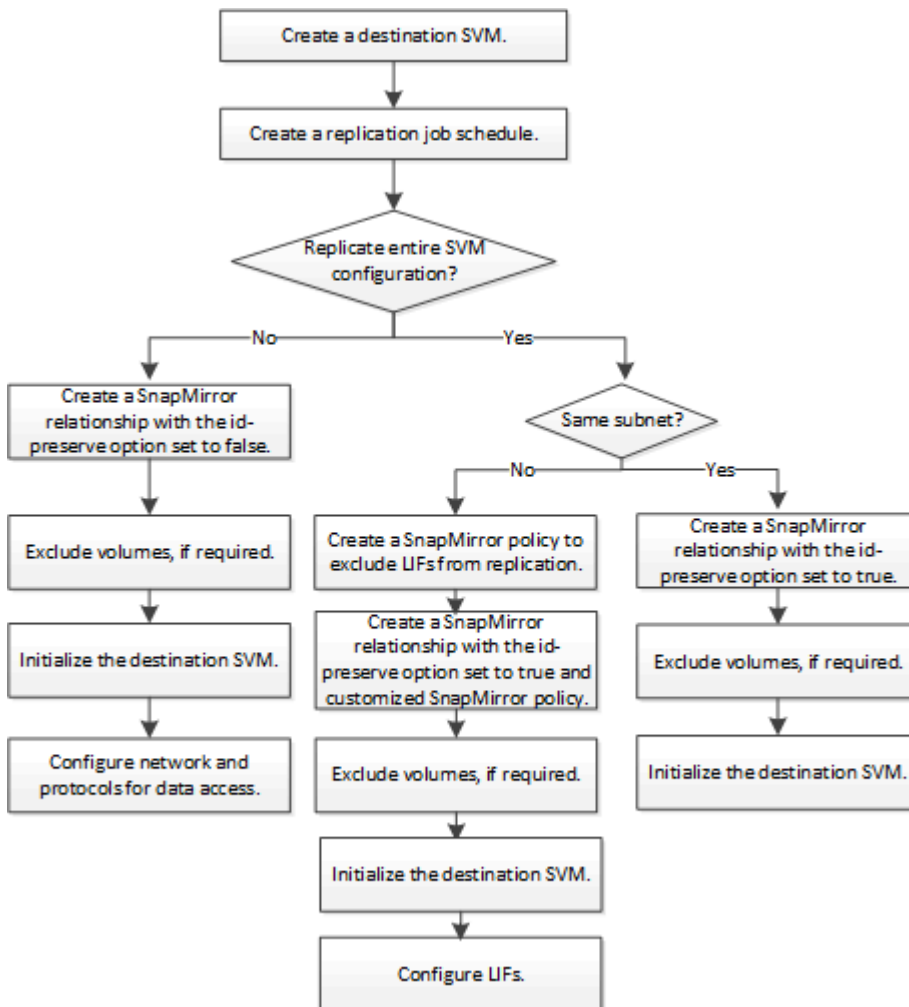 Create a destination SVM.
Create a replication job schedule.
Replicate entire SVM
configuration?
No
Yes
Create a SnapMirror
relationship with the id-
preserve option set to false.
Exclude volumes, if required.
Initialize the destination SVM.
Configure network and
protocols for data access.
Same subnet?
No
Yes
Create a SnapMirror policy to
exclude LIFs from replication.
Create a SnapMirror
relationship with the id-
preserve option set to true and
customized SnapMirror policy.
Exclude volumes, if required.
Initialize the destination SVM.
Configure LIFs.
Create a SnapMirror
relationship with the id-
preserve option set to true.
Exclude volumes, if required.
Initialize the destination SVM.